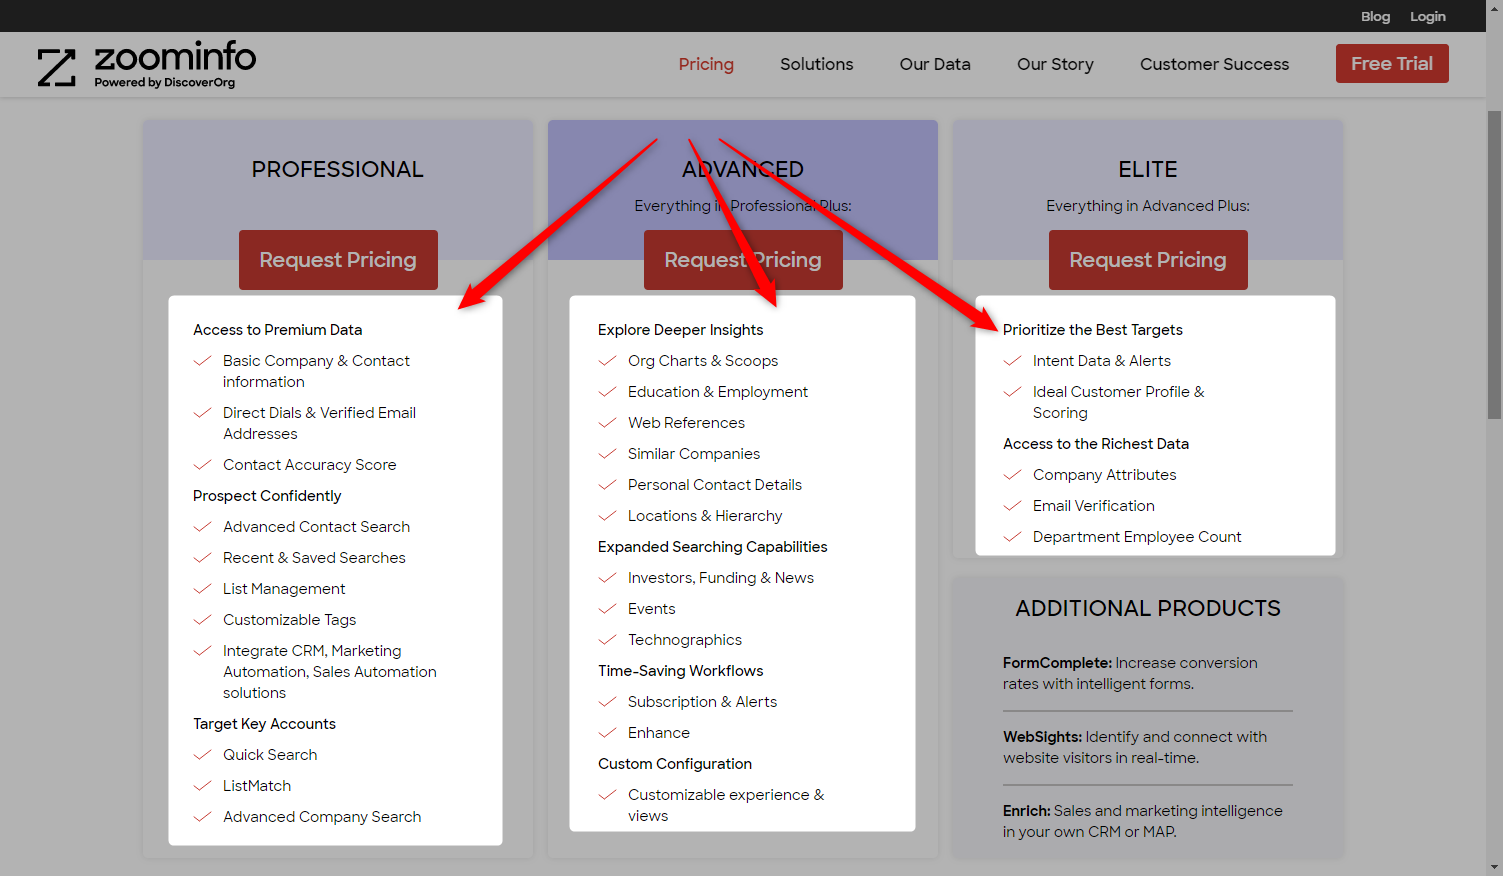 Blog Login
zoominfo
Powered by DiscoverOrg
Pricing Solutions Our Data Our Story Customer Success Free Trial
PROFESSIONAL
Request Pricing
Access to Premium Data
Basic Company & Contact
information
Direct Dials & Verified Email
Addresses
Contact Accuracy Score
Prospect Confidently
Advanced Contact Search
Recent & Saved Searches
List Management
Customizable Tags
Integrate CRM, Marketing
Automation, Sales Automation
solutions
Target Key Accounts
Quick Search
ListMatch
Advanced Company Search
ADVANCED
Everything in Professional Plus:
Request Pricing
Explore Deeper Insights
Org Charts & Scoops
Education & Employment
Web References
Similar Companies
Personal Contact Details
Locations & Hierarchy
Expanded Searching Capabilities
Investors, Funding & News
Events
Technographics
Time-Saving Workflows
Subscription & Alerts
Enhance
Custom Configuration
Customizable experience &
views
ELITE
Everything in Advanced Plus:
Request Pricing
Prioritize the Best Targets
Intent Data & Alerts
Ideal Customer Profile &
Scoring
Access to the Richest Data
Company Attributes
Email Verification
Department Employee Count
ADDITIONAL PRODUCTS
FormComplete: Increase conversion
rates with intelligent forms.
WebSights: Identify and connect with
website visitors in real-time.
Enrich: Sales and marketing intelligence
in your own CRM or MAP.